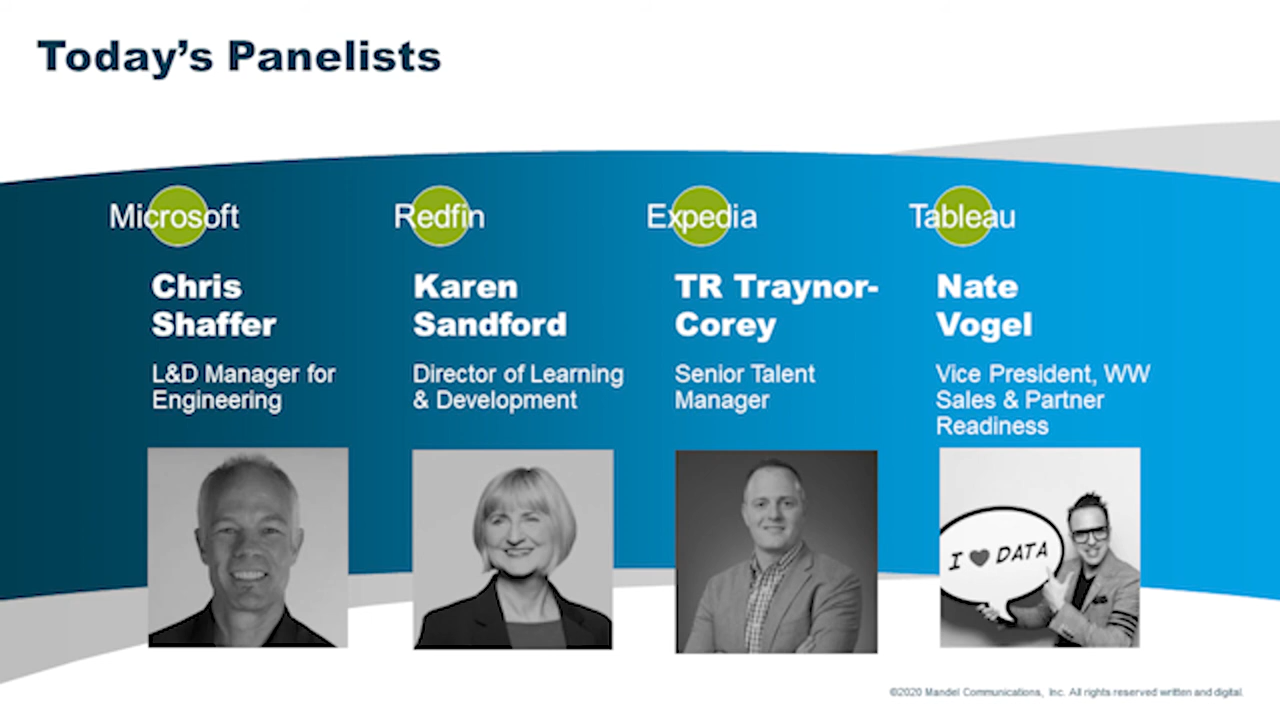 Today's Panelists
Microsoft
Chris
Shaffer
L&D Manager for
Engineering
Redfin
Karen
Sandford
Director of Learning
& Development
Expedia
TR Traynor-
Corey
Senior Talent
Manager
Tableau
Nate
Vogel
Vice President, WW
Sales & Partner
Readiness
I ♥ DATA
©2020 Mandel Communications, Inc. All rights reserved written and digital.